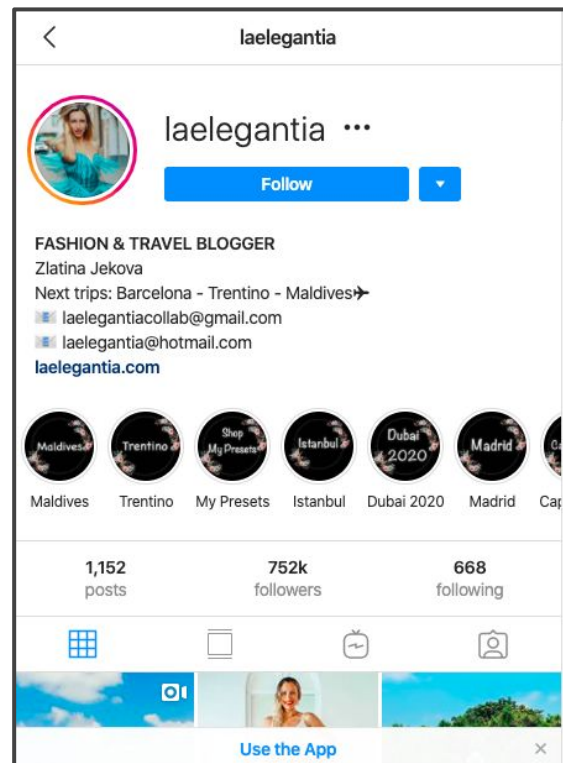 laelegantia
laelegantia
Follow
FASHION & TRAVEL BLOGGER
Zlatina Jekova
Next trips: Barcelona - Trentino - Maldives✈
📧 laelegantiacollab@gmail.com
📧 laelegantia@hotmail.com
laelegantia.com
Maldives
Trentino
Shop
My Presets
Istanbul
Dubai
2020
Madrid
Maldives
Trentino
My Presets
Istanbul
Dubai 2020
Madrid
Cap
1,152
posts
752k
followers
668
following
Use the App